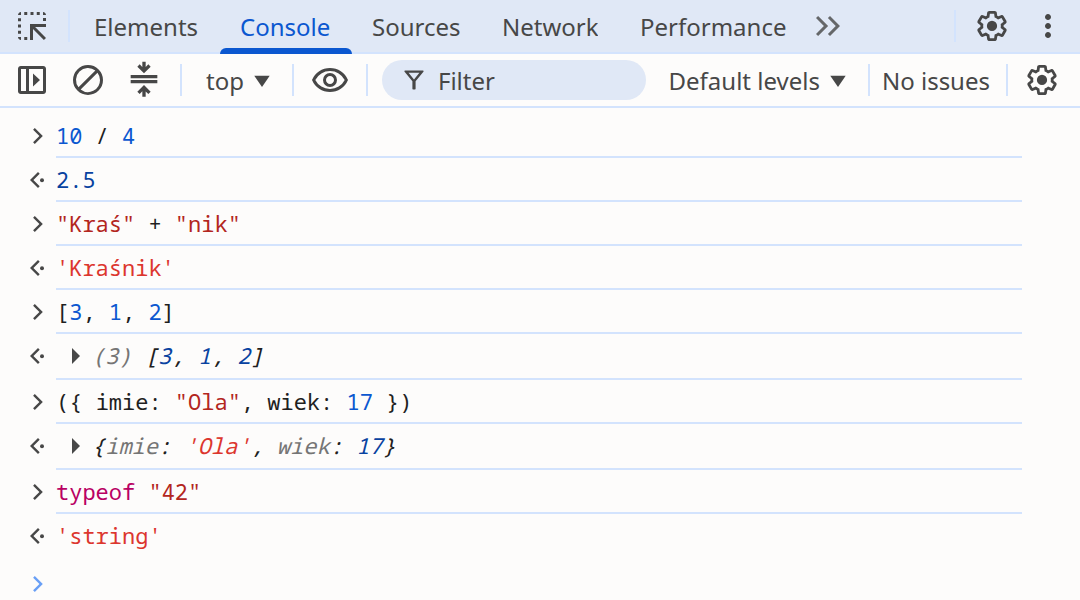 Elements Console Sources Network Performance
top Filter Default levels No issues
10 / 4
2.5
"Kraś" + "nik"
'Kraśnik'
[3, 1, 2]
(3) [3, 1, 2]
({ imie: "Ola", wiek: 17 })
{imie: 'Ola', wiek: 17}
typeof "42"
'string'